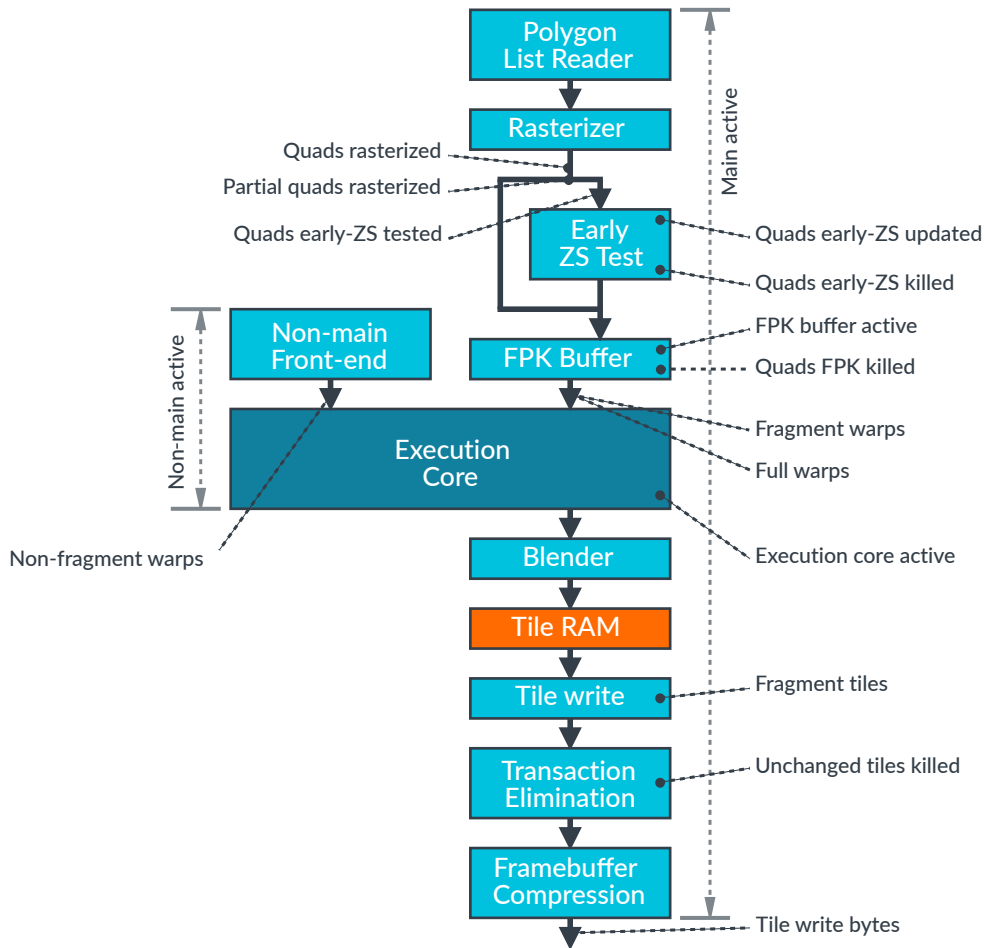 Polygon
List Reader
Main active
Rasterizer
Quads rasterized
Partial quads rasterized
Quads early-ZS tested
Early
ZS Test
Quads early-ZS updated
Quads early-ZS killed
Non-main active
Non-main
Front-end
FPK Buffer
FPK buffer active
Quads FPK killed
Fragment warps
Full warps
Execution
Core
Non-fragment warps
Execution core active
Blender
Tile RAM
Tile write
Fragment tiles
Transaction
Elimination
Unchanged tiles killed
Framebuffer
Compression
Tile write bytes